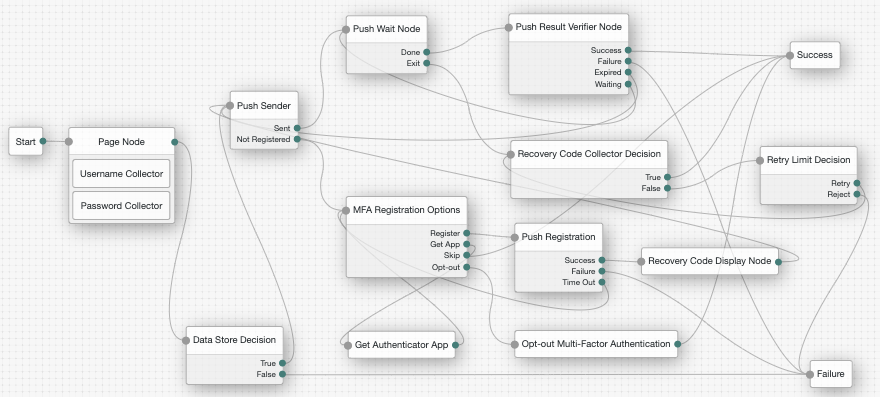 Start
Page Node
Username Collector
Password Collector
Data Store Decision
True
False
Push Sender
Sent
Not Registered
Push Wait Node
Done
Exit
Push Result Verifier Node
Success
Failure
Expired
Waiting
Success
Recovery Code Collector Decision
True
False
Retry Limit Decision
Retry
Reject
MFA Registration Options
Register
Get App
Skip
Opt-out
Push Registration
Success
Failure
Time Out
Recovery Code Display Node
Get Authenticator App
Opt-out Multi-Factor Authentication
Failure